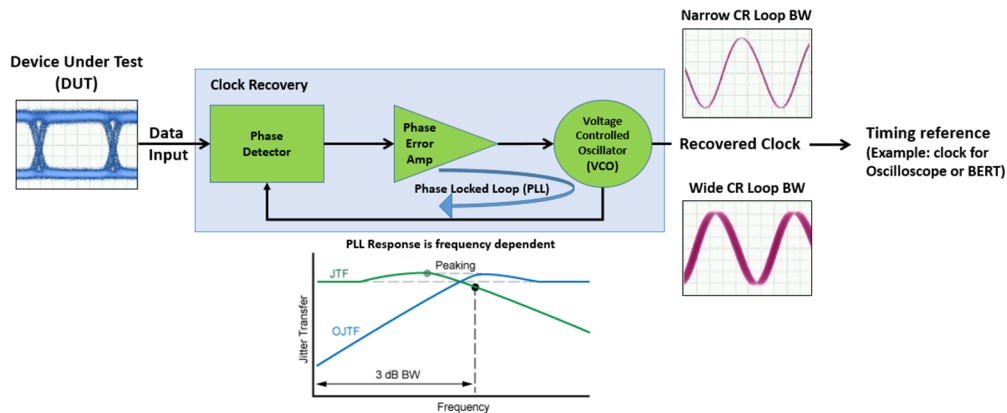 Narrow CR Loop BW
Device Under Test
(DUT)
Clock Recovery
Data
Input
Phase
Detector
Phase
Error
Amp
Voltage
Controlled
Oscillator
(VCO)
Phase Locked Loop (PLL)
Recovered Clock
Timing reference
(Example: clock for
Oscilloscope or BERT)
Wide CR Loop BW
PLL Response is frequency dependent
Peaking
JTF
OJTF
Jitter Transfer
3 dB BW
Frequency